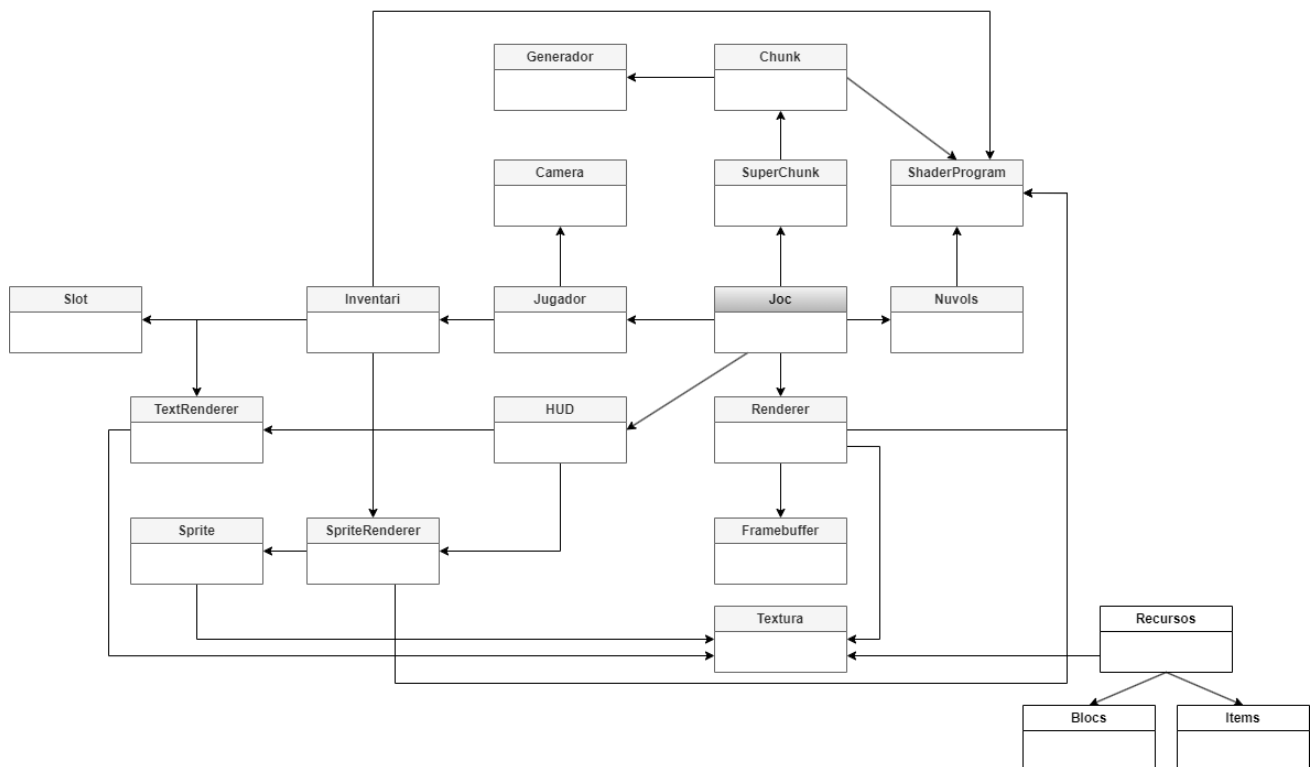 Generador
Chunk
Camera
SuperChunk
ShaderProgram
Slot
Inventari
Jugador
Joc
Nuvols
TextRenderer
HUD
Renderer
Sprite
SpriteRenderer
Framebuffer
Textura
Recursos
Blocs
Items